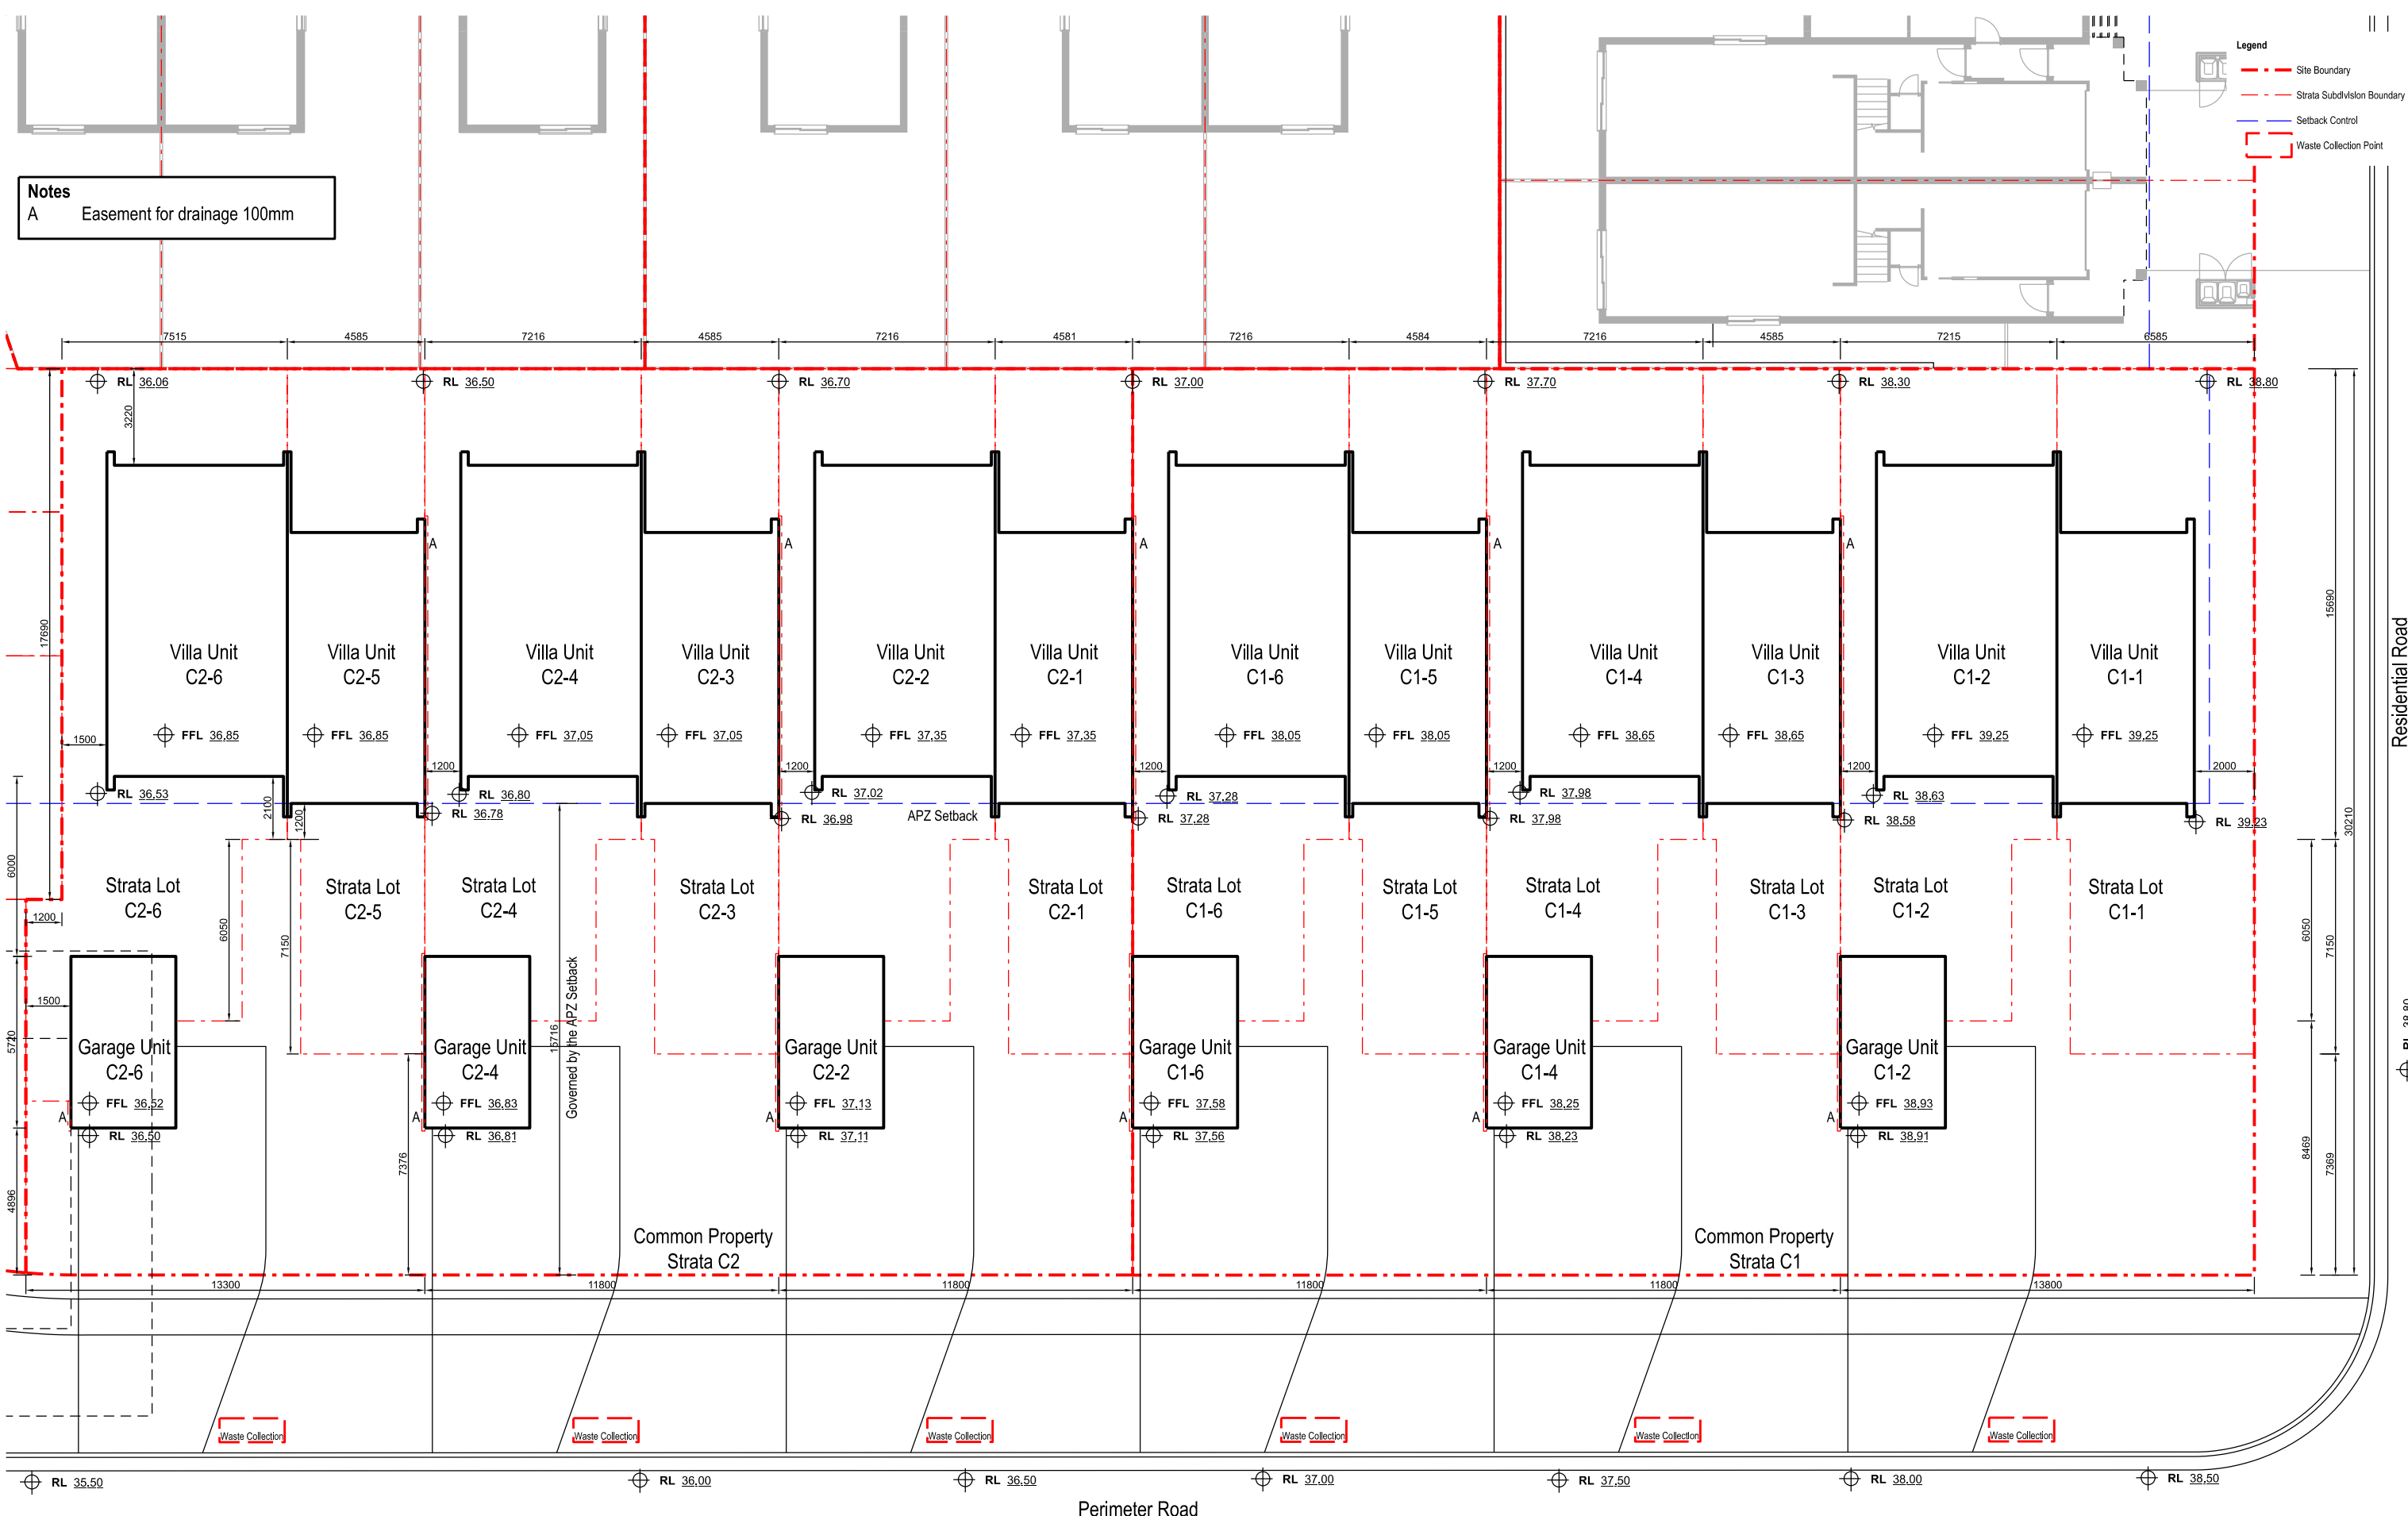 Legend
Site Boundary
Strata Subdivision Boundary
Setback Control
Waste Collection Point
Notes
A Easement for drainage 100mm
7515 4585 7216 4585 7216 4581 7216 4584 7216 4585 7215 6585
RL 36.06 RL 36.50 RL 36.70 RL 37.00 RL 37.70 RL 38.30 RL 38.80
3220
A A A A A
17690 15690
Residential Road
Villa Unit Villa Unit Villa Unit Villa Unit Villa Unit Villa Unit Villa Unit Villa Unit Villa Unit Villa Unit Villa Unit Villa Unit
C2-6 C2-5 C2-4 C2-3 C2-2 C2-1 C1-6 C1-5 C1-4 C1-3 C1-2 C1-1
FFL 36.85 FFL 36.85 FFL 37.05 FFL 37.05 FFL 37.35 FFL 37.35 FFL 38.05 FFL 38.05 FFL 38.65 FFL 38.65 FFL 39.25 FFL 39.25
1500 1200 1200 1200 1200 1200 2000
RL 36.53 RL 36.80 RL 37.02 RL 37.28 RL 37.98 RL 38.63
2100 1200
RL 36.78 RL 36.98 APZ Setback RL 37.28 RL 37.98 RL 38.58 RL 39.23
30210
6000
Strata Lot Strata Lot Strata Lot Strata Lot Strata Lot Strata Lot Strata Lot Strata Lot Strata Lot Strata Lot Strata Lot
C2-6 C2-5 C2-4 C2-3 C2-1 C1-6 C1-5 C1-4 C1-3 C1-2 C1-1
1200
6050 7150 6050 7150
1500
5720
15716
Governed by the APZ Setback
RL 38.80
Garage Unit Garage Unit Garage Unit Garage Unit Garage Unit Garage Unit
C2-6 C2-4 C2-2 C1-6 C1-4 C1-2
FFL 36.52 FFL 36.83 FFL 37.13 FFL 37.58 FFL 38.25 FFL 38.93
A A A A A A
RL 36.50 RL 36.81 RL 37.11 RL 37.56 RL 38.23 RL 38.91
4896 7376 8469 7369
Common Property Common Property
Strata C2 Strata C1
13300 11800 11800 11800 11800 13800
Waste Collection Waste Collection Waste Collection Waste Collection Waste Collection Waste Collection
RL 35.50 RL 36.00 RL 36.50 RL 37.00 RL 37.50 RL 38.00 RL 38.50
Perimeter Road